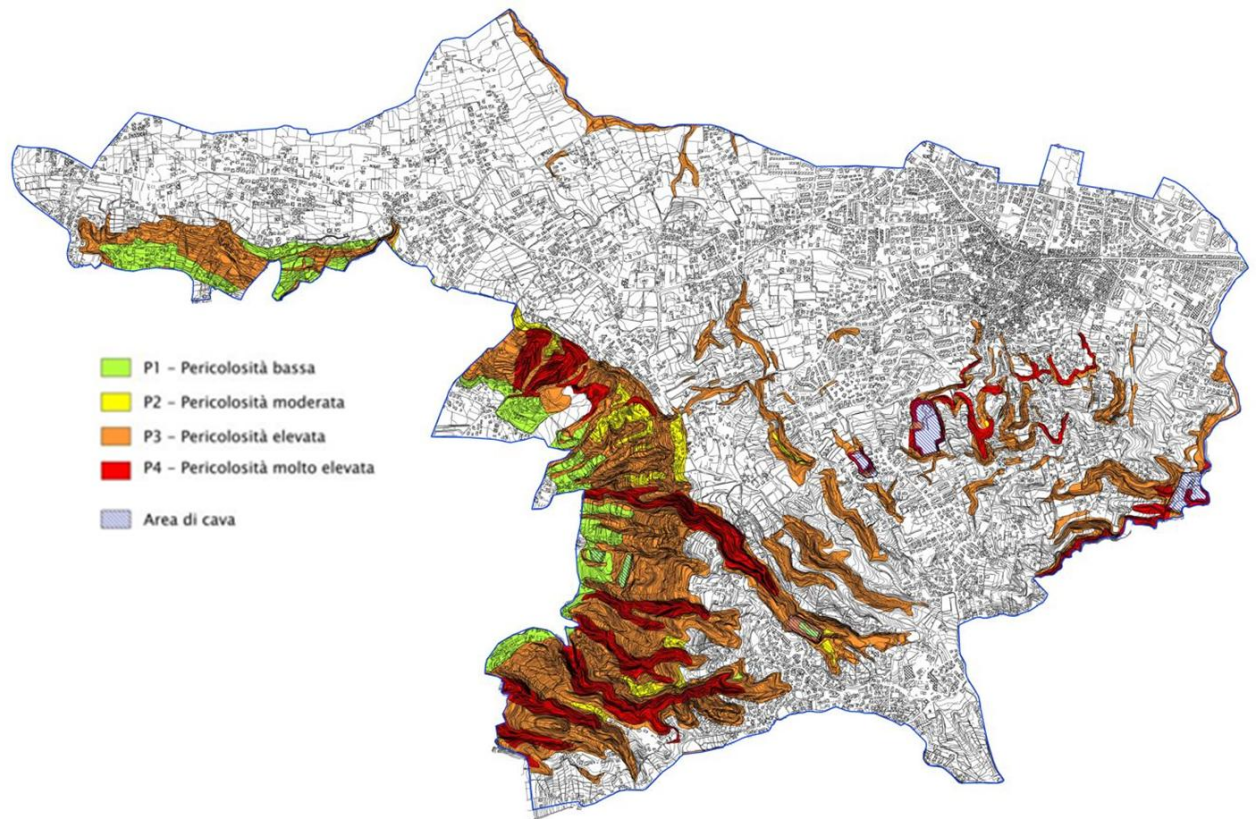 P1 – Pericolosità bassa
P2 – Pericolosità moderata
P3 – Pericolosità elevata
P4 – Pericolosità molto elevata
Area di cava